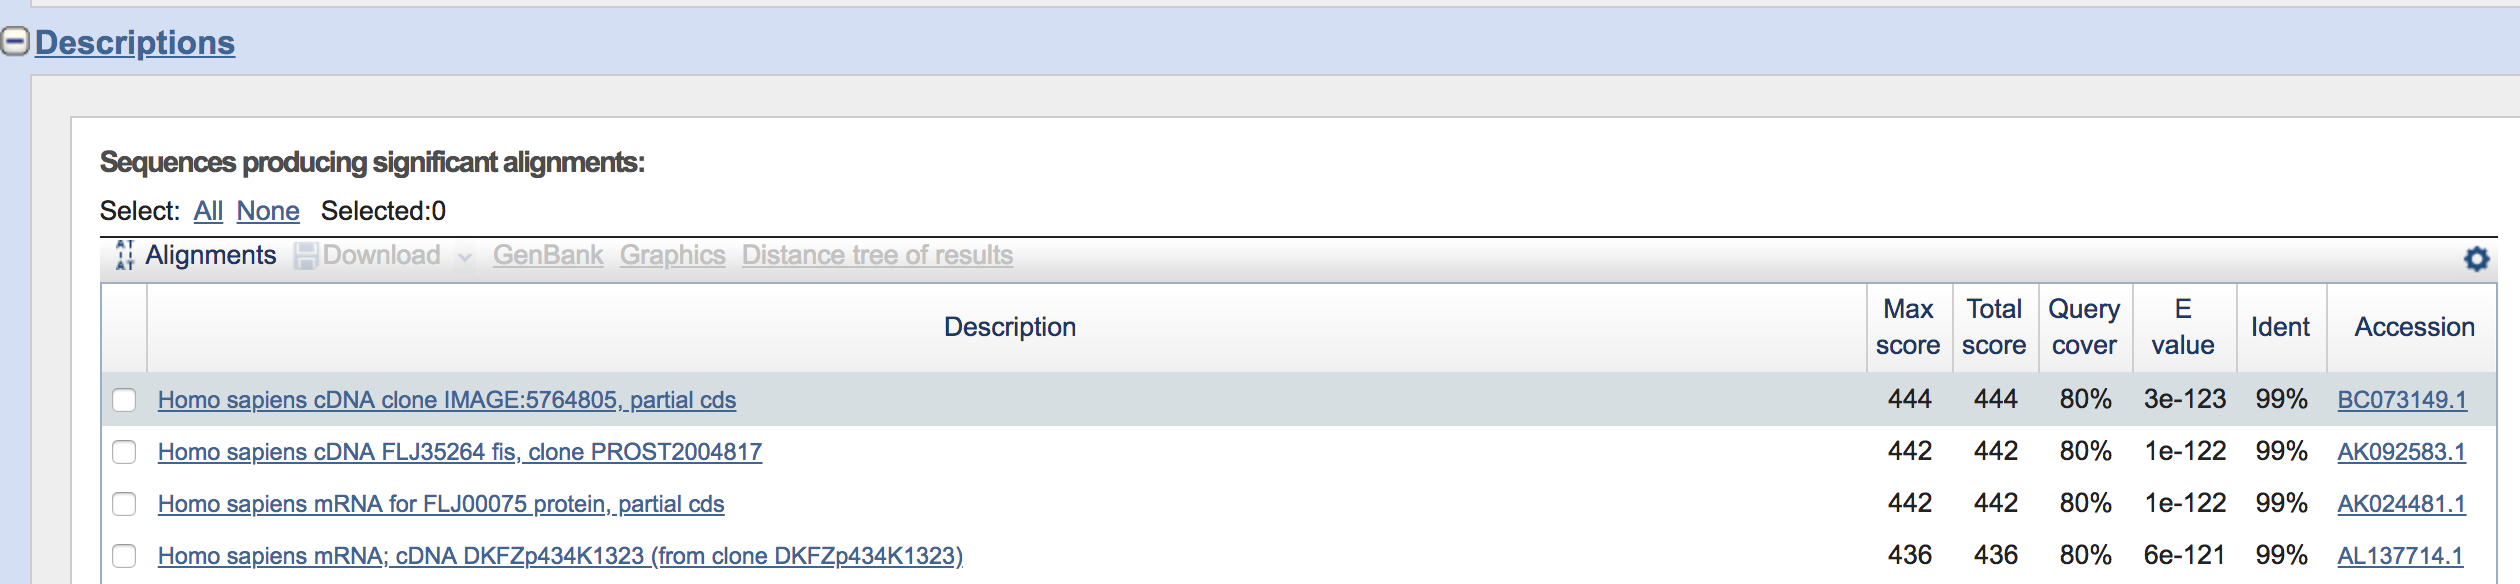 Descriptions
Sequences producing significant alignments:
Select: All None Selected:0
Alignments Download GenBank Graphics Distance tree of results
Description Max score Total score Query cover E value Ident Accession
Homo sapiens cDNA clone IMAGE:5764805, partial cds 444 444 80% 3e-123 99% BC073149.1
Homo sapiens cDNA FLJ35264 fis, clone PROST2004817 442 442 80% 1e-122 99% AK092583.1
Homo sapiens mRNA for FLJ00075 protein, partial cds 442 442 80% 1e-122 99% AK024481.1
Homo sapiens mRNA; cDNA DKFZp434K1323 (from clone DKFZp434K1323) 436 436 80% 6e-121 99% AL137714.1